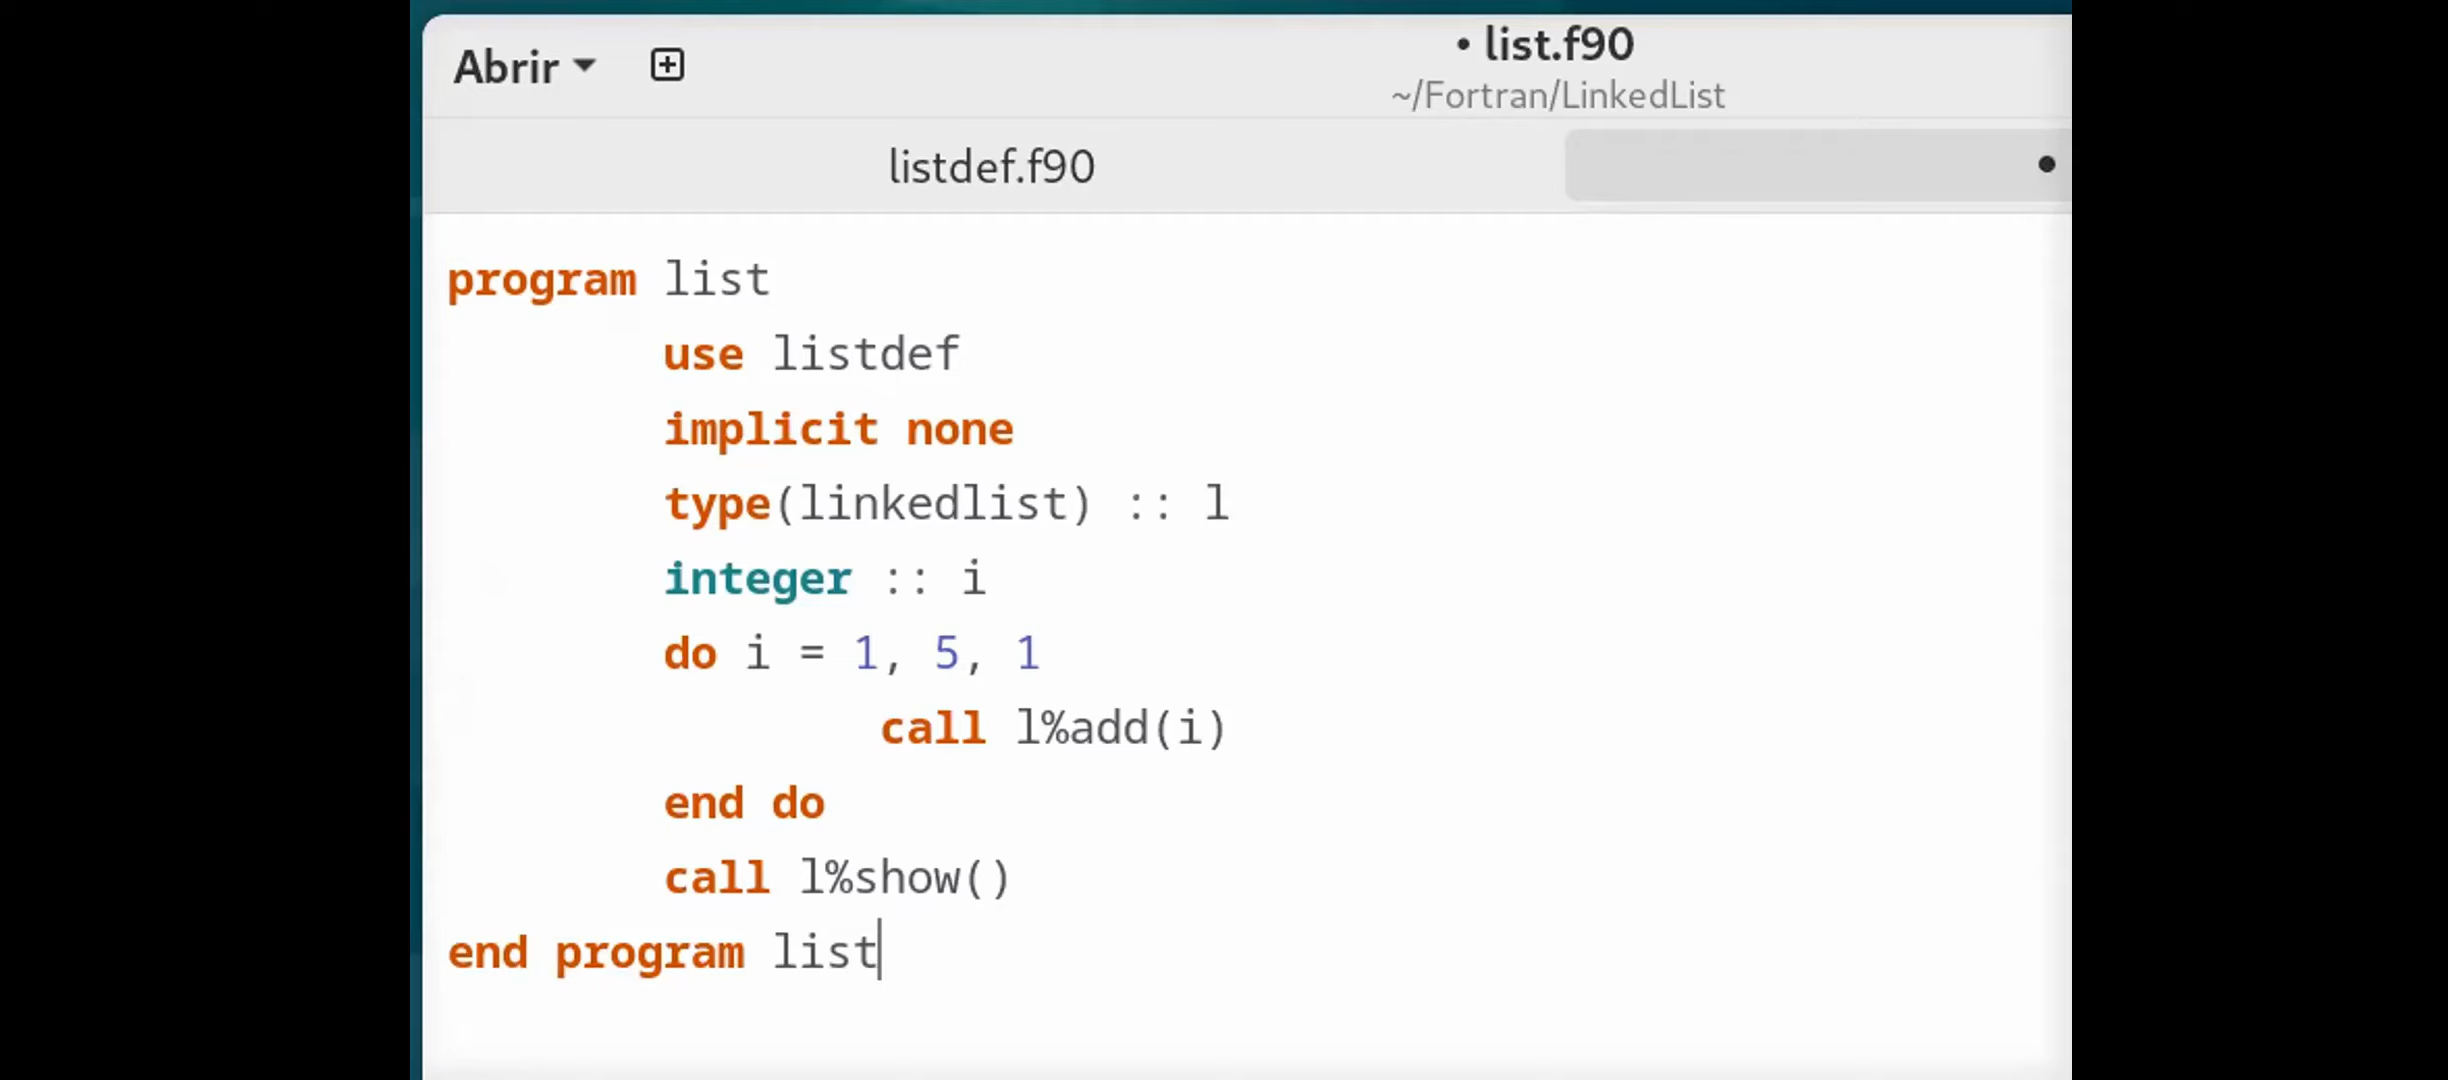 Abrir
• list.f90
~/Fortran/LinkedList
listdef.f90
•
program list
        use listdef
        implicit none
        type(linkedlist) :: l
        integer :: i
        do i = 1, 5, 1
                call l%add(i)
        end do
        call l%show()
end program list